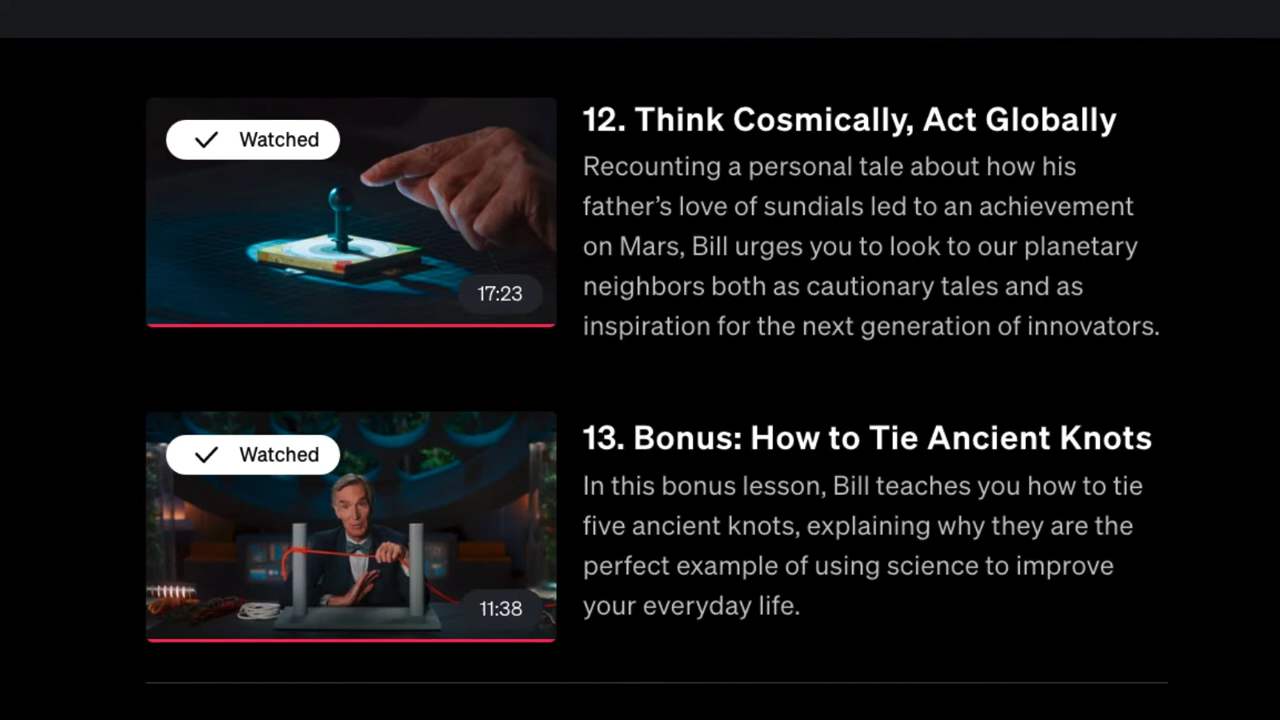 Watched
17:23
12. Think Cosmically, Act Globally
Recounting a personal tale about how his
father’s love of sundials led to an achievement
on Mars, Bill urges you to look to our planetary
neighbors both as cautionary tales and as
inspiration for the next generation of innovators.
Watched
11:38
13. Bonus: How to Tie Ancient Knots
In this bonus lesson, Bill teaches you how to tie
five ancient knots, explaining why they are the
perfect example of using science to improve
your everyday life.